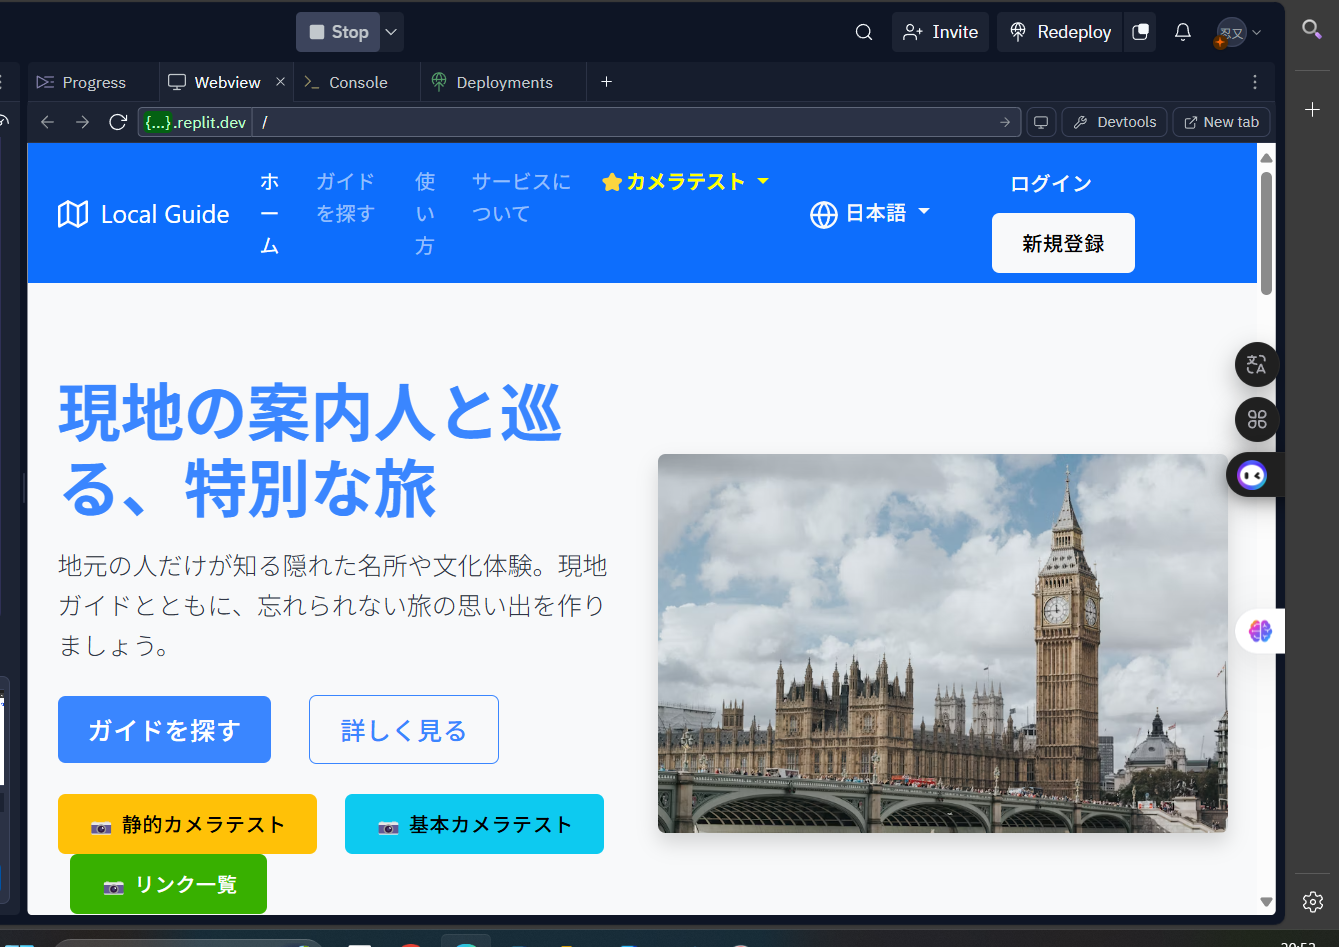 Stop
Invite
Redeploy
忍又
Progress
Webview
Console
Deployments
{...}.replit.dev
/
Devtools
New tab
Local Guide
ホ
ー
ム
ガイド
を探す
使
い
方
サービスに
ついて
カメラテスト
日本語
ログイン
新規登録
現地の案内人と巡
る、特別な旅
地元の人だけが知る隠れた名所や文化体験。現地
ガイドとともに、忘れられない旅の思い出を作り
ましょう。
ガイドを探す
詳しく見る
静的カメラテスト
基本カメラテスト
リンク一覧